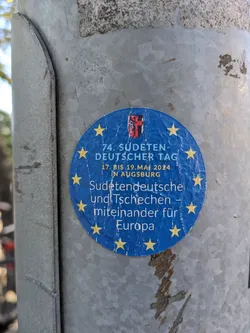 74. SUDETEN-
DEUTSCHER TAG
17. BIS 19. MAI 2024
IN AUGSBURG
Sudetendeutsche
und Tschechen –
miteinander für
Europa